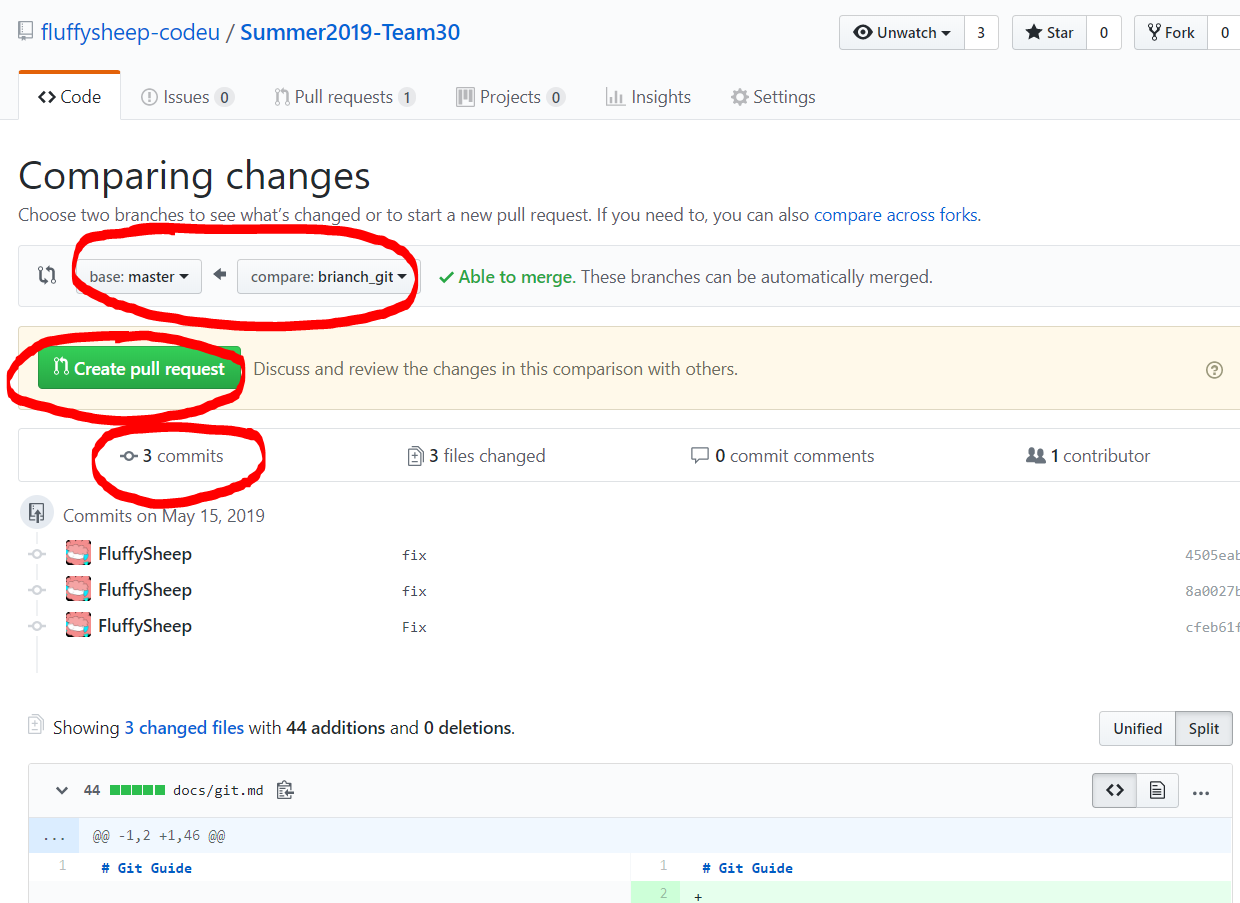 fluffysheep-codeu / Summer2019-Team30
Unwatch 3 Star 0 Fork 0
Code Issues 0 Pull requests 1 Projects 0 Insights Settings
Comparing changes
Choose two branches to see what's changed or to start a new pull request. If you need to, you can also compare across forks.
base: master compare: brianch_git Able to merge. These branches can be automatically merged.
Create pull request Discuss and review the changes in this comparison with others.
3 commits 3 files changed 0 commit comments 1 contributor
Commits on May 15, 2019
FluffySheep fix 4505eab
FluffySheep fix 8a0027b
FluffySheep Fix cfeb61f
Showing 3 changed files with 44 additions and 0 deletions.
Unified Split
44 docs/git.md
... @@ -1,2 +1,46 @@
1 # Git Guide 1 # Git Guide
2 +